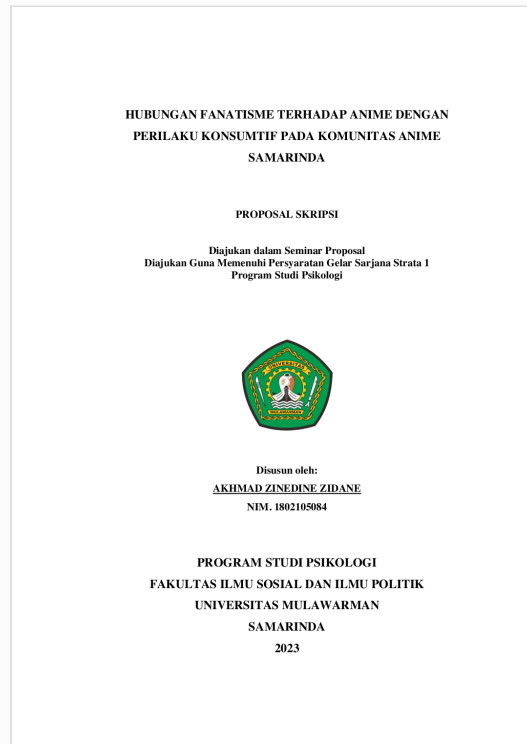 HUBUNGAN FANATISME TERHADAP ANIME DENGAN
PERILAKU KONSUMTIF PADA KOMUNITAS ANIME
SAMARINDA
PROPOSAL SKRIPSI
Diajukan dalam Seminar Proposal
Diajukan Guna Memenuhi Persyaratan Gelar Sarjana Strata 1
Program Studi Psikologi
UNIVERSITAS
MULAWARMAN
Disusun oleh:
AKHMAD ZINEDINE ZIDANE
NIM. 1802105084
PROGRAM STUDI PSIKOLOGI
FAKULTAS ILMU SOSIAL DAN ILMU POLITIK
UNIVERSITAS MULAWARMAN
SAMARINDA
2023